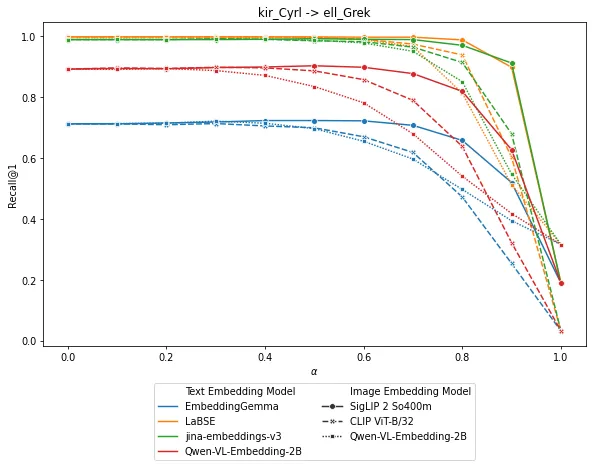 kir_Cyrl -> ell_Grek
1.0
0.8
0.6
0.4
0.2
0.0
Recall@1
0.0 0.2 0.4 0.6 0.8 1.0
α
Text Embedding Model
EmbeddingGemma
LaBSE
jina-embeddings-v3
Qwen-VL-Embedding-2B
Image Embedding Model
SigLIP 2 So400m
CLIP ViT-B/32
Qwen-VL-Embedding-2B